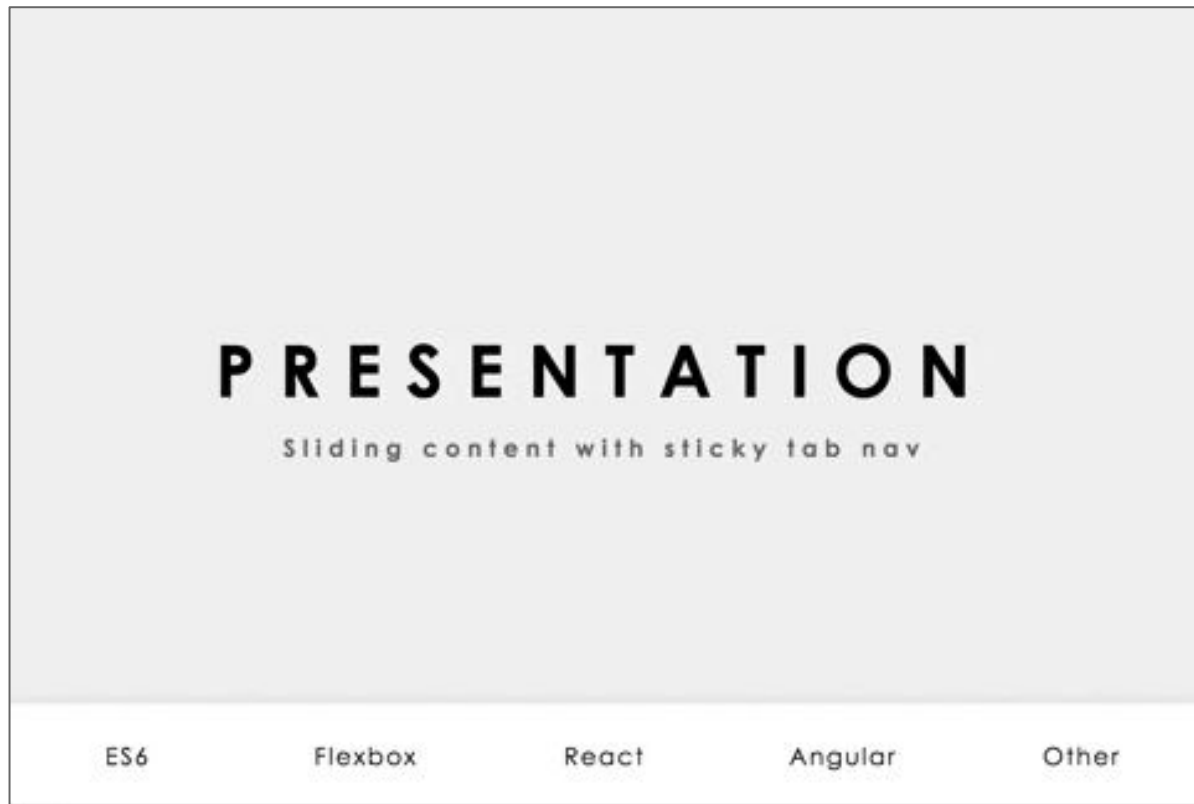 PRESENTATION
Sliding content with sticky tab nav
ES6 Flexbox React Angular Other